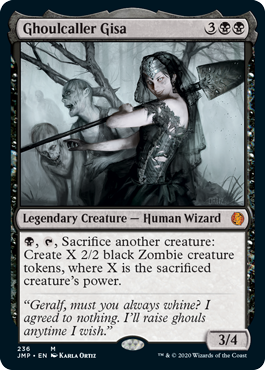 Ghoulcaller Gisa 3
Legendary Creature — Human Wizard
, , Sacrifice another creature:
Create X 2/2 black Zombie creature
tokens, where X is the sacrificed
creature's power.
"Geralf, must you always whine? I
agreed to nothing. I'll raise ghouls
anytime I wish."
3/4
236 M
JMP • EN KARLA ORTIZ
™ & © 2020 Wizards of the Coast